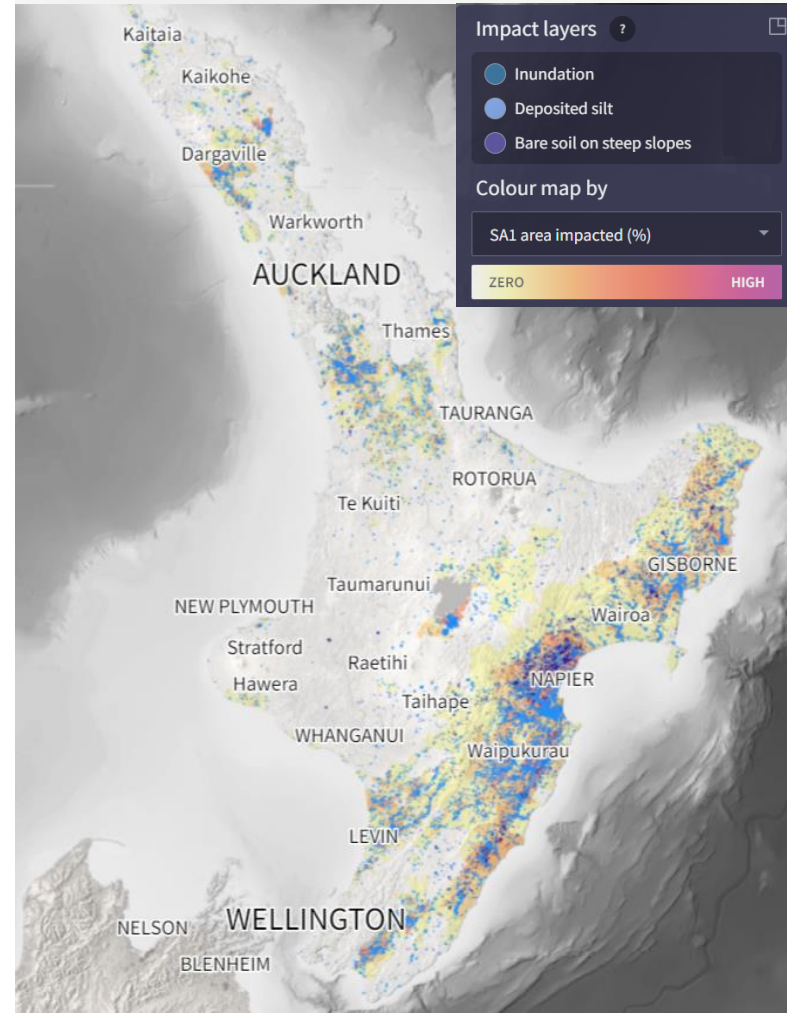 Kaitaia
Kaikohe
Dargaville
Warkworth
AUCKLAND
Thames
TAURANGA
ROTORUA
Te Kuiti
GISBORNE
Taumarunui
NEW PLYMOUTH
Wairoa
Stratford
Raetihi
Hawera
NAPIER
Taihape
WHANGANUI
Waipukurau
LEVIN
WELLINGTON
NELSON
BLENHEIM
Impact layers ?
Inundation
Deposited silt
Bare soil on steep slopes
Colour map by
SA1 area impacted (%)
ZERO HIGH